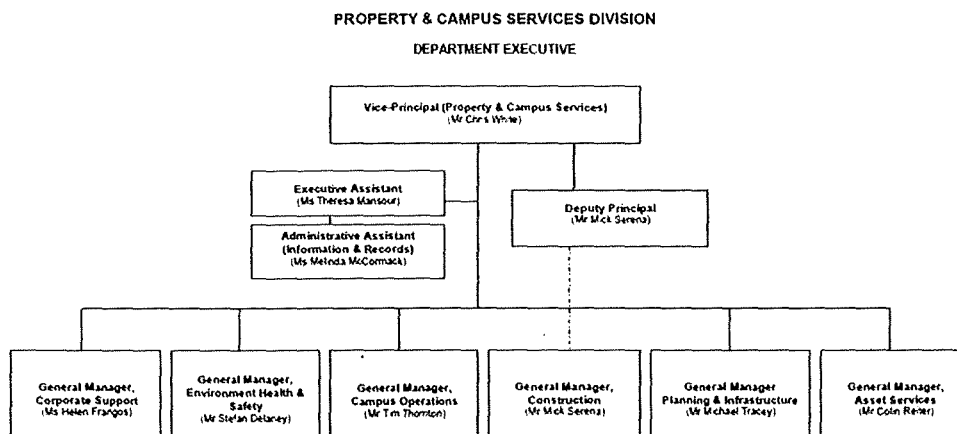 PROPERTY & CAMPUS SERVICES DIVISION
DEPARTMENT EXECUTIVE
Vice-Principal (Property & Campus Services)
(Mr Chris White)
Executive Assistant
(Ms Theresa Mansour)
Deputy Principal
(Mr Mick Serena)
Administrative Assistant
(Information & Records)
(Ms Melinda McCormack)
General Manager,
Corporate Support
(Ms Helen Frangos)
General Manager,
Environment Health &
Safety
(Mr Stefan Delaney)
General Manager,
Campus Operations
(Mr Tim Thornton)
General Manager,
Construction
(Mr Mick Serena)
General Manager
Planning & Infrastructure
(Mr Michael Tracey)
General Manager,
Asset Services
(Mr Colin Reiter)